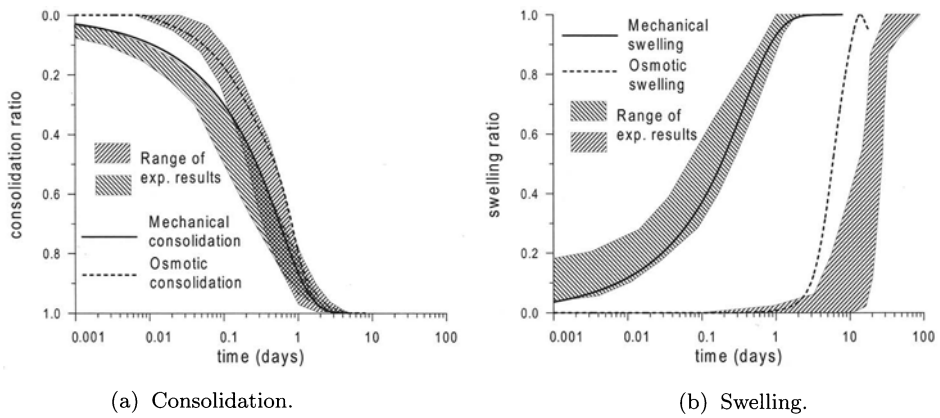 0.0
0.2
0.4
0.6
0.8
1.0
consolidation ratio
Range of
exp. results
Mechanical
consolidation
Osmotic
consolidation
0.001
0.01
0.1
1
10
100
time (days)
(a) Consolidation.
1.0
0.8
0.6
0.4
0.2
0.0
swelling ratio
Mechanical
swelling
Osmotic
swelling
Range of
exp. results
0.001
0.01
0.1
1
10
100
time (days)
(b) Swelling.